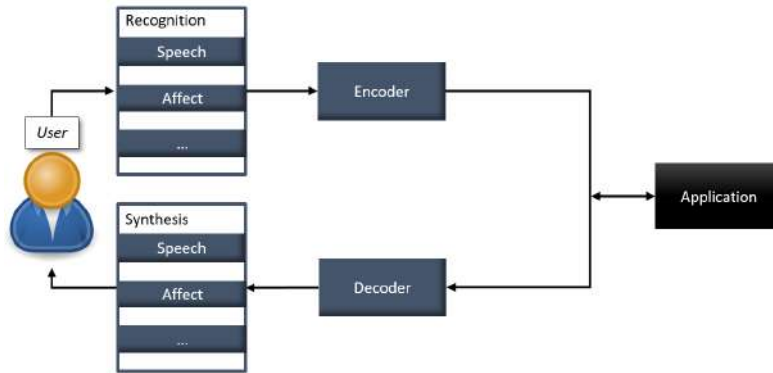 Recognition
Speech
Affect
...
Encoder
User
Application
Synthesis
Speech
Affect
...
Decoder